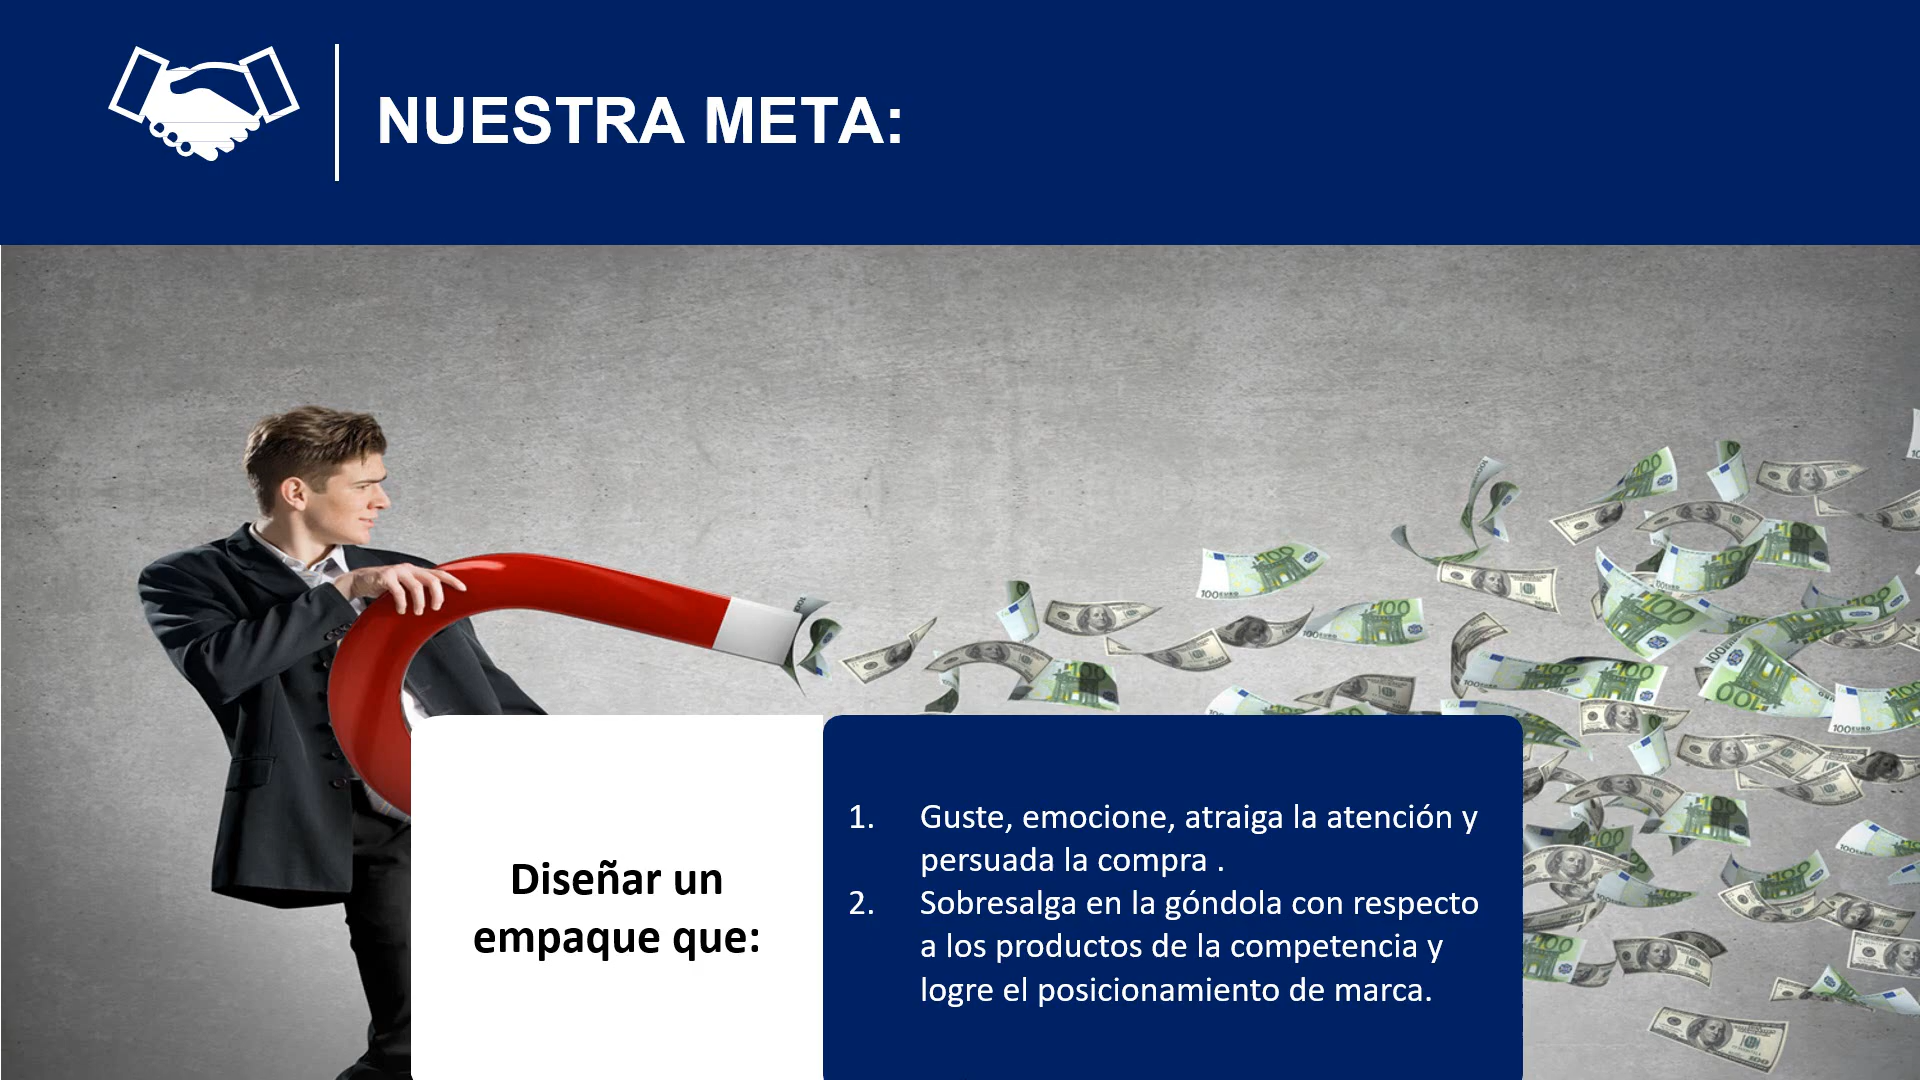 NUESTRA META:
Diseñar un
empaque que:
1. Guste, emocione, atraiga la atención y
persuada la compra .
2. Sobresalga en la góndola con respecto
a los productos de la competencia y
logre el posicionamiento de marca.